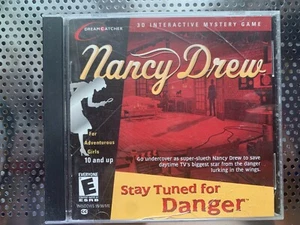 DREAMCATCHER
3D INTERACTIVE MYSTERY GAME
Nancy Drew
For
Adventurous
Girls
10 and up
Go undercover as super-sleuth Nancy Drew to save
daytime TV's biggest star from the danger
lurking in the wings.
EVERYONE
E
ESRB
Stay Tuned for
Danger™